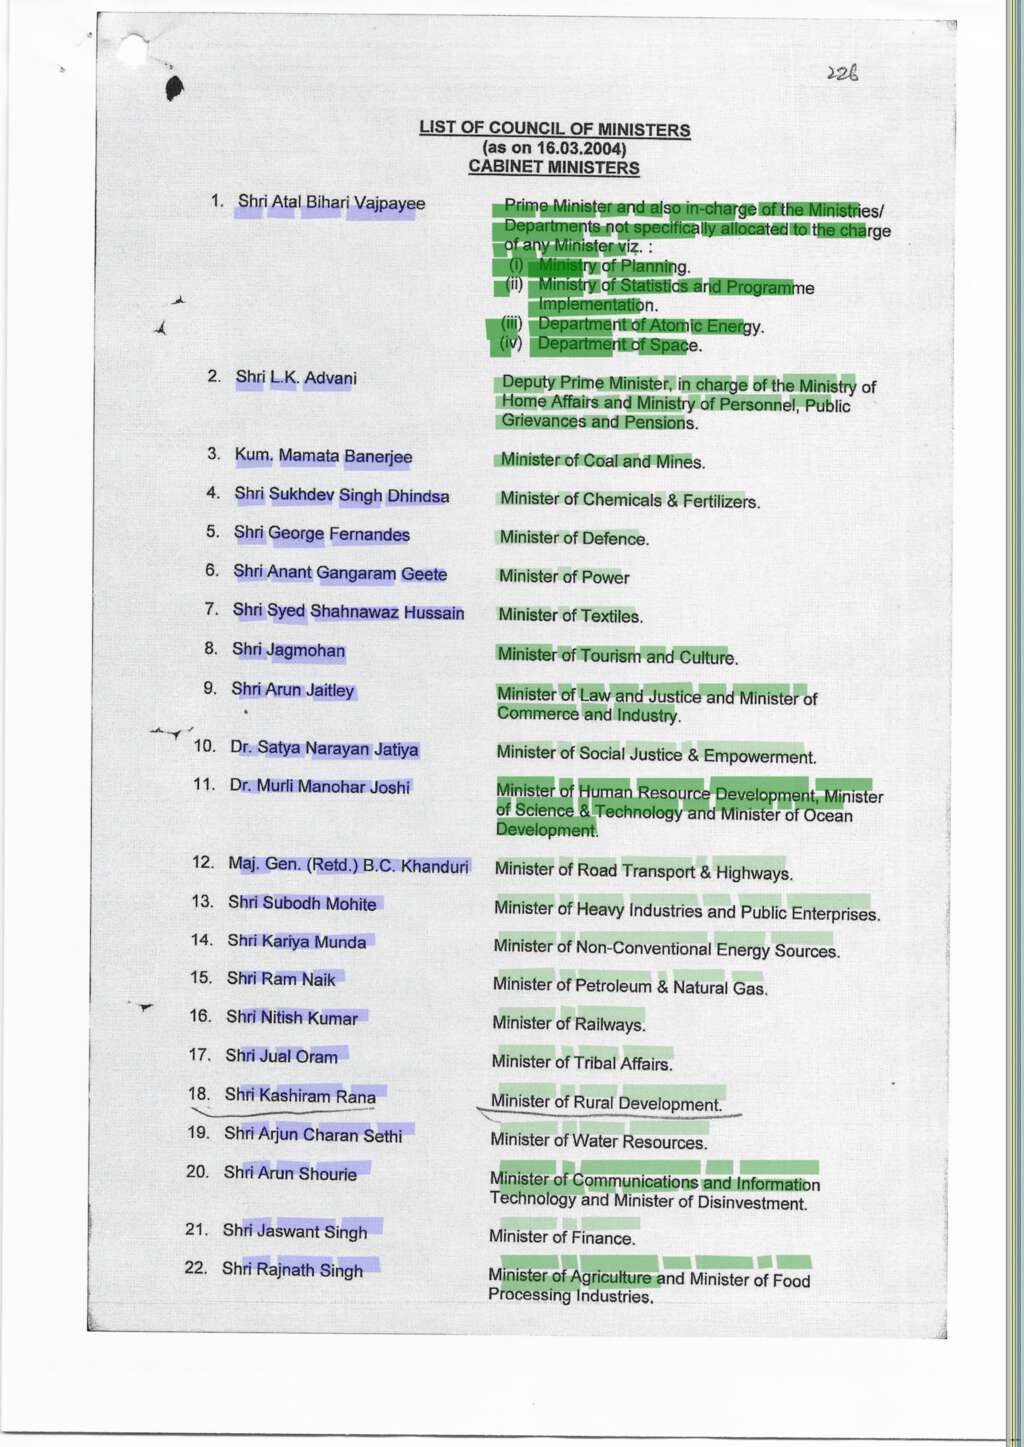 226
LIST OF COUNCIL OF MINISTERS
(as on 16.03.2004)
CABINET MINISTERS
1. Shri Atal Bihari Vajpayee Prime Minister and also in-charge of the Ministries/
Departments not specifically allocated to the charge
of any Minister viz. :
(i) Ministry of Planning.
(ii) Ministry of Statistics and Programme
Implementation.
(iii) Department of Atomic Energy.
(iv) Department of Space.
2. Shri L.K. Advani Deputy Prime Minister, in charge of the Ministry of
Home Affairs and Ministry of Personnel, Public
Grievances and Pensions.
3. Kum. Mamata Banerjee Minister of Coal and Mines.
4. Shri Sukhdev Singh Dhindsa Minister of Chemicals & Fertilizers.
5. Shri George Fernandes Minister of Defence.
6. Shri Anant Gangaram Geete Minister of Power
7. Shri Syed Shahnawaz Hussain Minister of Textiles.
8. Shri Jagmohan Minister of Tourism and Culture.
9. Shri Arun Jaitley Minister of Law and Justice and Minister of
Commerce and Industry.
10. Dr. Satya Narayan Jatiya Minister of Social Justice & Empowerment.
11. Dr. Murli Manohar Joshi Minister of Human Resource Development, Minister
of Science & Technology and Minister of Ocean
Development.
12. Maj. Gen. (Retd.) B.C. Khanduri Minister of Road Transport & Highways.
13. Shri Subodh Mohite Minister of Heavy Industries and Public Enterprises.
14. Shri Kariya Munda Minister of Non-Conventional Energy Sources.
15. Shri Ram Naik Minister of Petroleum & Natural Gas.
16. Shri Nitish Kumar Minister of Railways.
17. Shri Jual Oram Minister of Tribal Affairs.
18. Shri Kashiram Rana Minister of Rural Development.
19. Shri Arjun Charan Sethi Minister of Water Resources.
20. Shri Arun Shourie Minister of Communications and Information
Technology and Minister of Disinvestment.
21. Shri Jaswant Singh Minister of Finance.
22. Shri Rajnath Singh Minister of Agriculture and Minister of Food
Processing Industries.